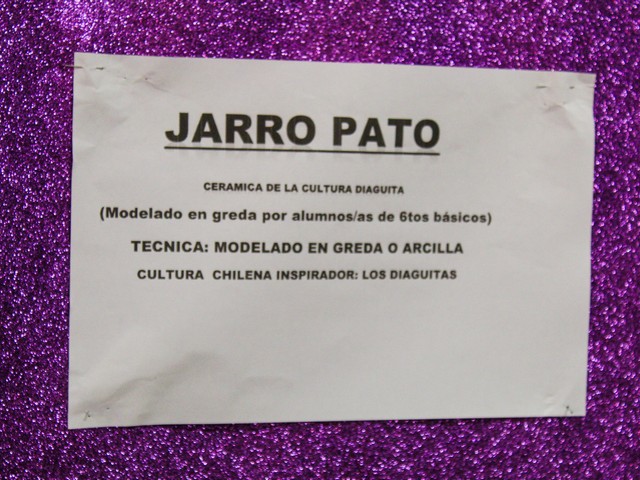 JARRO PATO
CERAMICA DE LA CULTURA DIAGUITA
(Modelado en greda por alumnos/as de 6tos básicos)
TECNICA: MODELADO EN GREDA O ARCILLA
CULTURA CHILENA INSPIRADOR: LOS DIAGUITAS